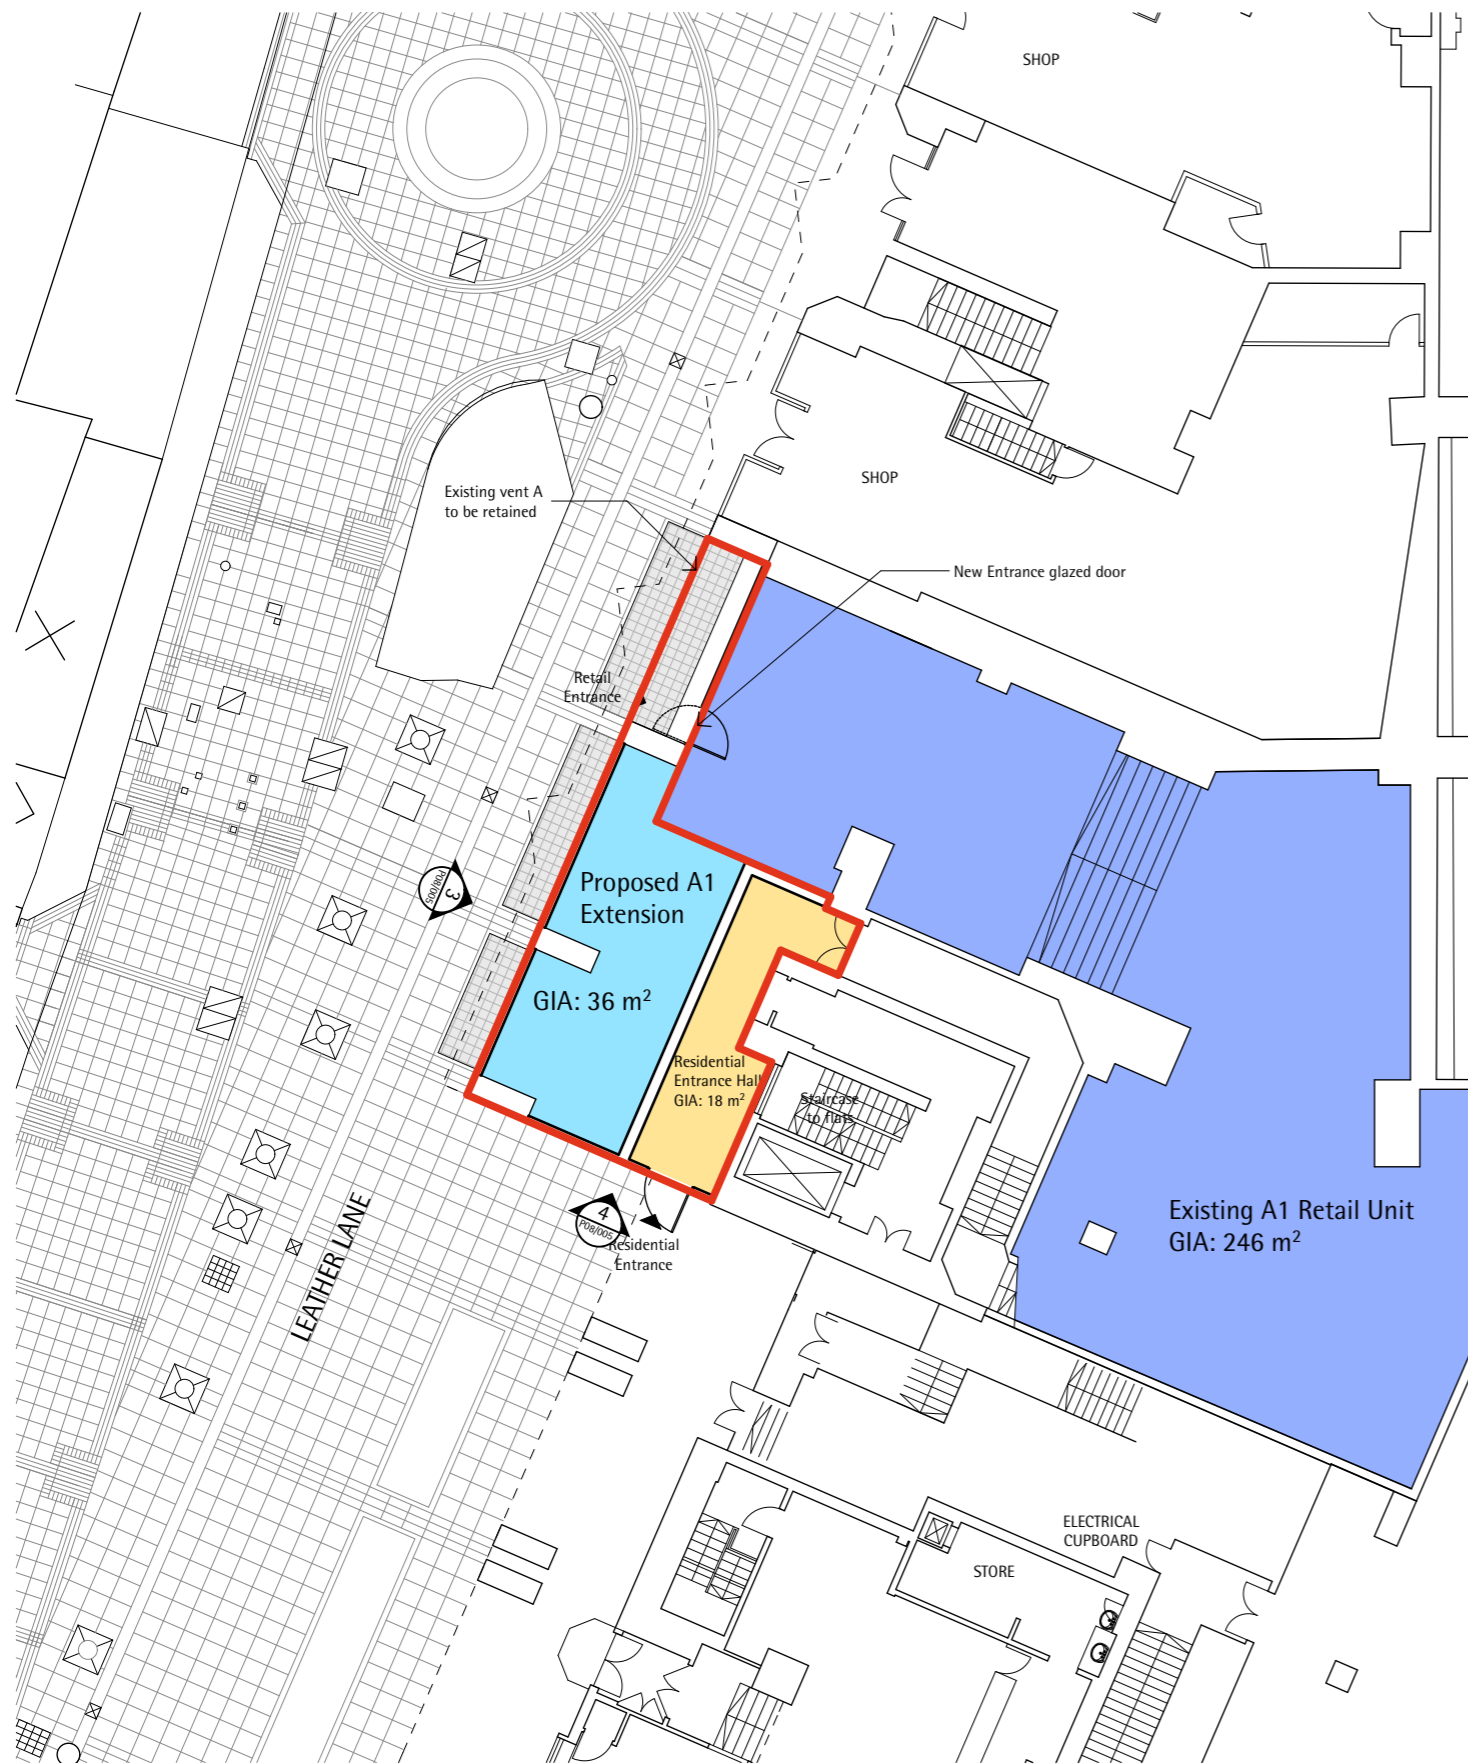 SHOP
SHOP
Existing vent A
to be retained
New Entrance glazed door
Retail
Entrance
Proposed A1
Extension
3
P08/005
GIA: 36 m²
Residential
Entrance Hall
GIA: 18 m²
Staircase
to flats
4
P08/005
Residential
Entrance
LEATHER LANE
Existing A1 Retail Unit
GIA: 246 m²
ELECTRICAL
CUPBOARD
STORE